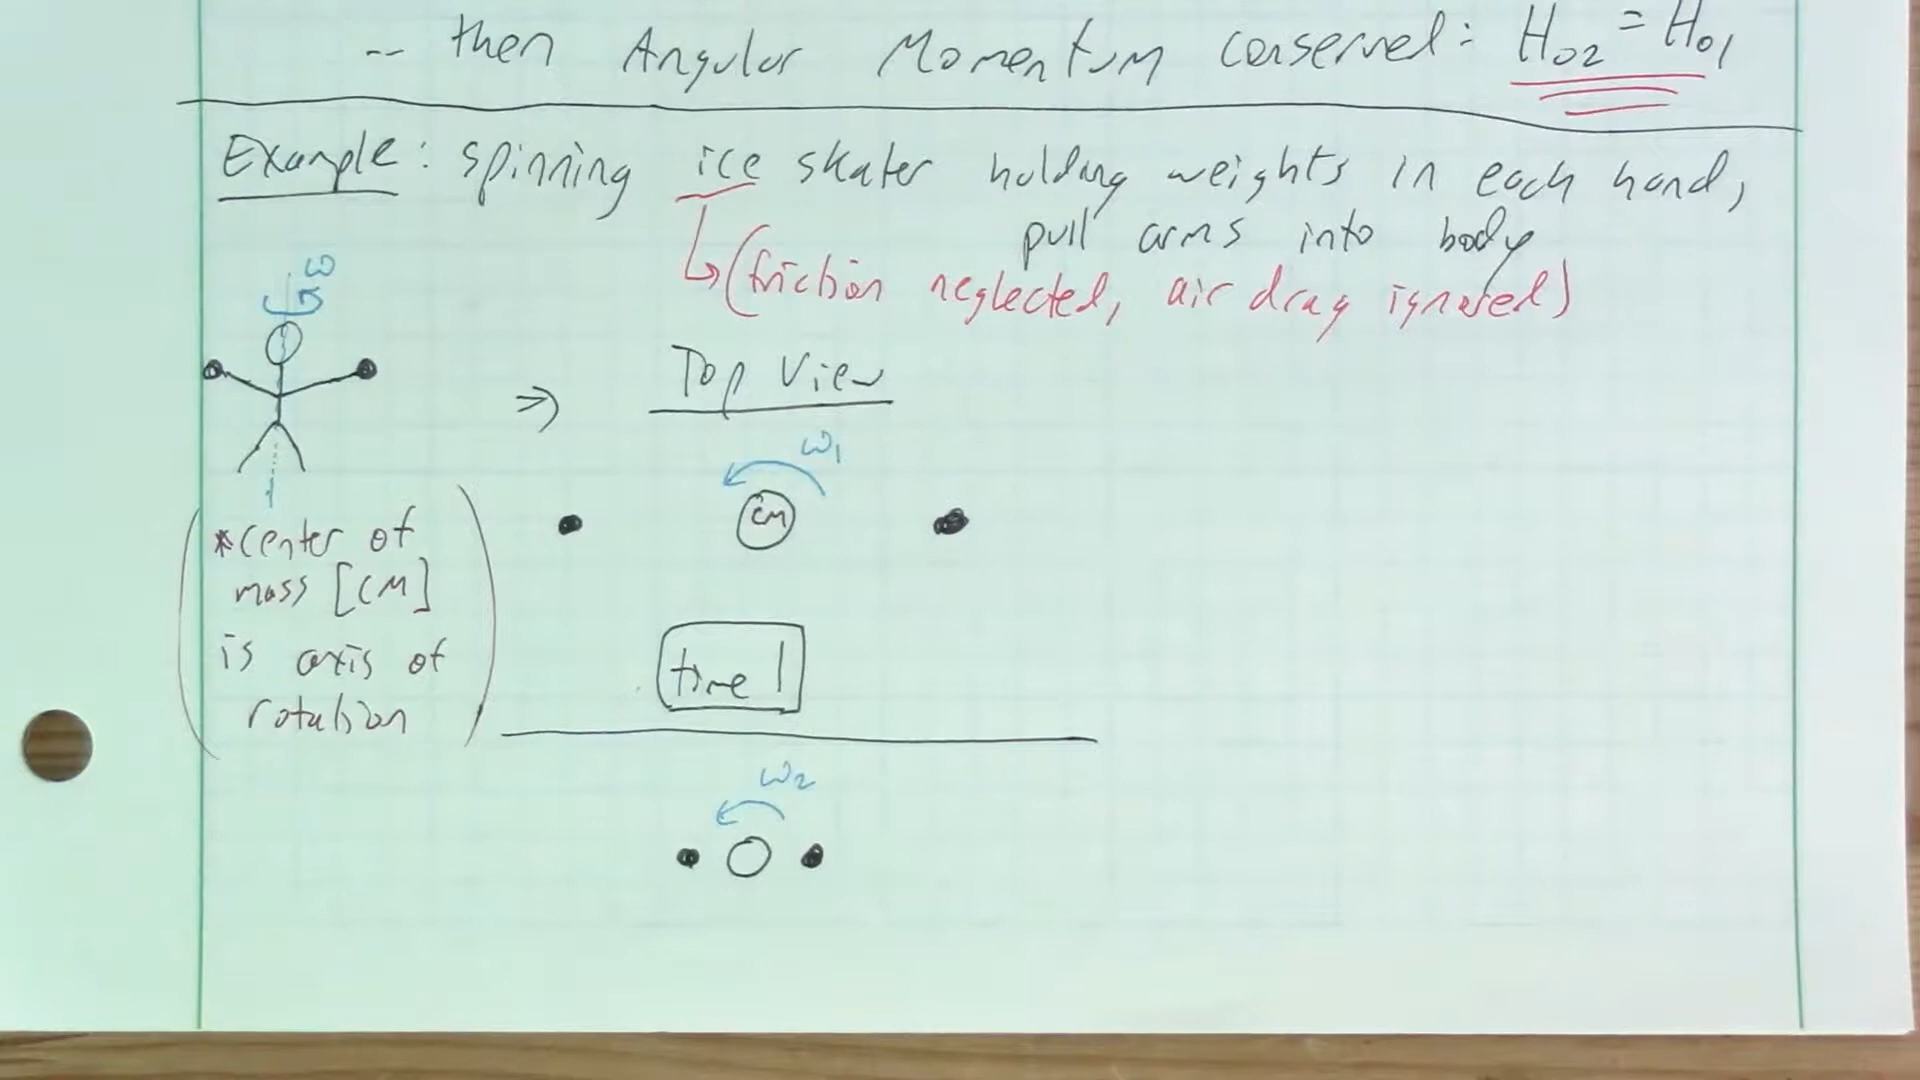 -- then Angular Momentum conserved: H02 = H01
Example: spinning ice skater holding weights in each hand,
pull arms into body
(friction neglected, air drag ignored)
ω
⇒ Top View
ω1
CM
*center of
mass [CM]
is axis of
rotation
time 1
ω2